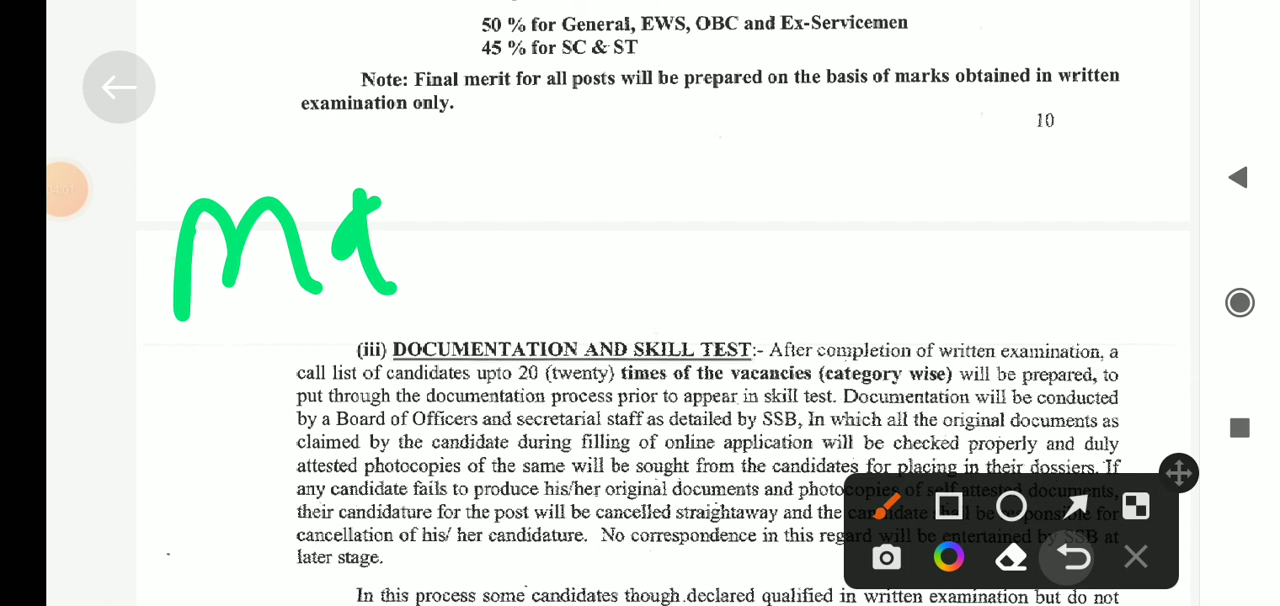 50 % for General, EWS, OBC and Ex-Servicemen
45 % for SC & ST
Note: Final merit for all posts will be prepared on the basis of marks obtained in written
examination only.
10
(iii) DOCUMENTATION AND SKILL TEST:- After completion of written examination, a
call list of candidates upto 20 (twenty) times of the vacancies (category wise) will be prepared, to
put through the documentation process prior to appear in skill test. Documentation will be conducted
by a Board of Officers and secretarial staff as detailed by SSB, In which all the original documents as
claimed by the candidate during filling of online application will be checked properly and duly
attested photocopies of the same will be sought from the candidates for placing in their dossiers. If
any candidate fails to produce his/her original documents and photocopies of self attested documents,
their candidature for the post will be cancelled straightaway and the candidate shall be responsible for
cancellation of his/ her candidature. No correspondence in this regard will be entertained by SSB at
later stage.
In this process some candidates though declared qualified in written examination but do not